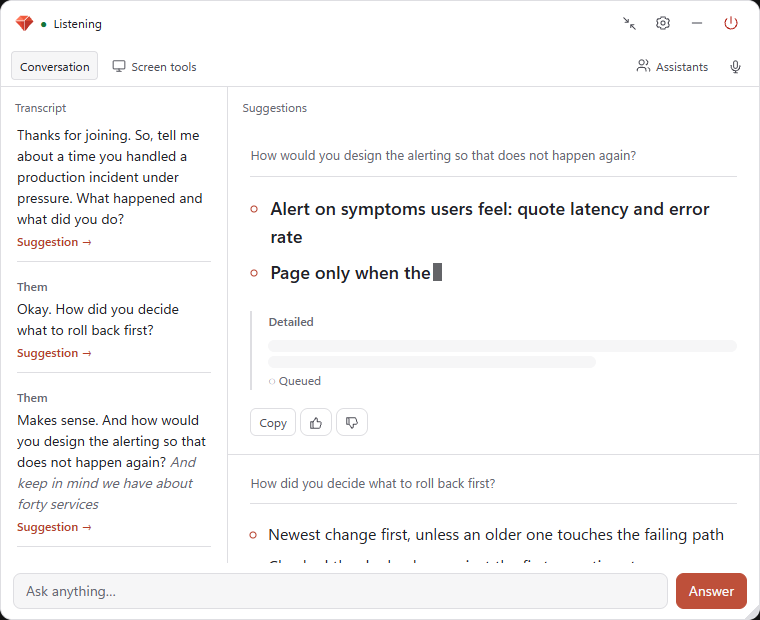 Listening
Conversation
Screen tools
Assistants
Transcript
Thanks for joining. So, tell me
about a time you handled a
production incident under
pressure. What happened and
what did you do?
Suggestion →
Them
Okay. How did you decide
what to roll back first?
Suggestion →
Them
Makes sense. And how would
you design the alerting so that
does not happen again? And
keep in mind we have about
forty services
Suggestion →
Suggestions
How would you design the alerting so that does not happen again?
Alert on symptoms users feel: quote latency and error
rate
Page only when the
Detailed
Queued
Copy
How did you decide what to roll back first?
Newest change first, unless an older one touches the failing path
Ask anything...
Answer